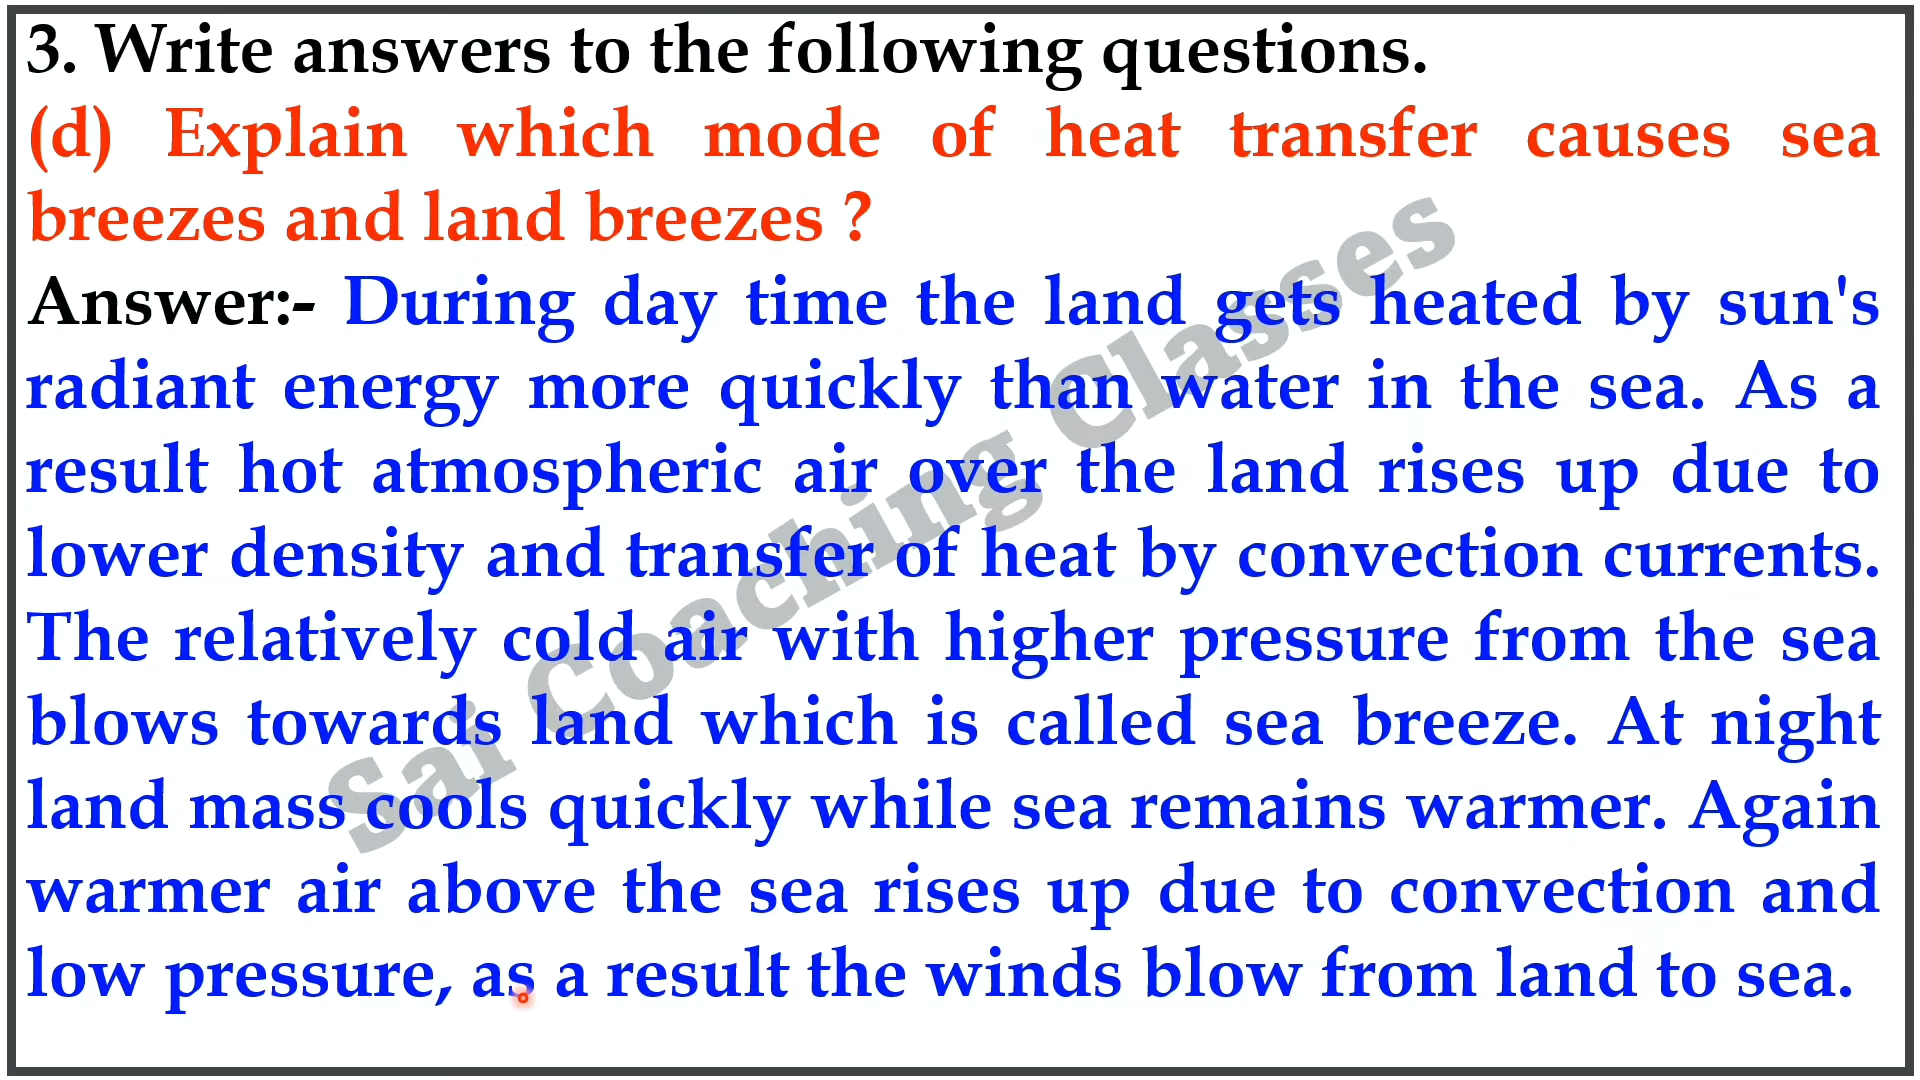 3. Write answers to the following questions.
(d) Explain which mode of heat transfer causes sea
breezes and land breezes ?
Answer:- During day time the land gets heated by sun's
radiant energy more quickly than water in the sea. As a
result hot atmospheric air over the land rises up due to
lower density and transfer of heat by convection currents.
The relatively cold air with higher pressure from the sea
blows towards land which is called sea breeze. At night
land mass cools quickly while sea remains warmer. Again
warmer air above the sea rises up due to convection and
low pressure, as a result the winds blow from land to sea.
Sai Coaching Classes